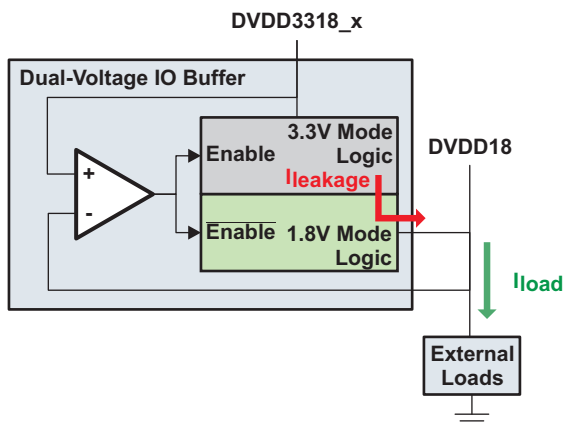 DVDD3318_x
Dual-Voltage IO Buffer
3.3V Mode
Logic
Enable
Ileakage
DVDD18
+
-
Enable
1.8V Mode
Logic
Iload
External
Loads